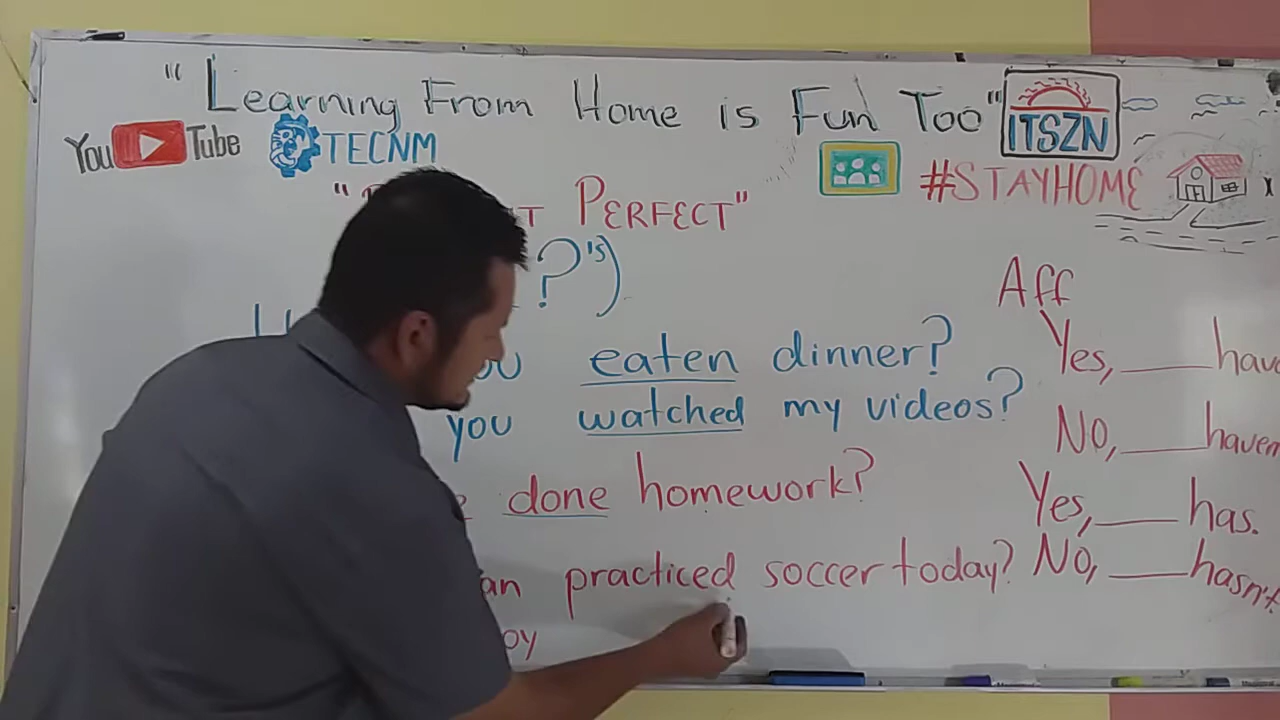 "Learning From Home is Fun Too"
ITSZN
You Tube
TECNM
PERFECT"
#STAYHOME
?'s)
Aff
eaten dinner?
Yes, ___ have
you watched my videos?
No, ___ haven
done homework?
Yes, ___ has.
practiced soccer today?
No, ___ hasn't.